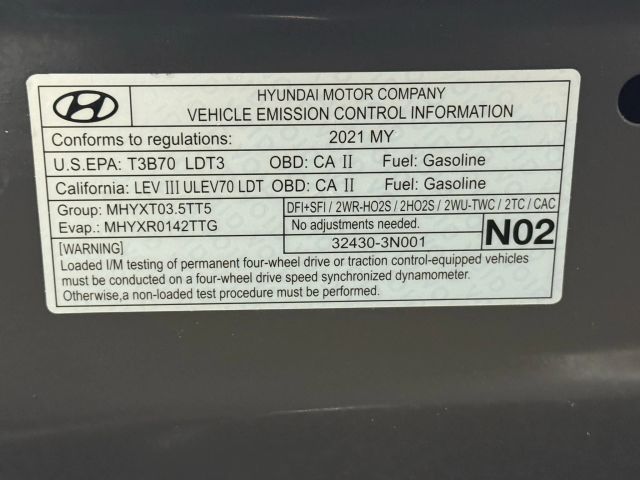 HYUNDAI MOTOR COMPANY
VEHICLE EMISSION CONTROL INFORMATION
Conforms to regulations: 2021 MY
U.S.EPA: T3B70 LDT3 OBD: CA II Fuel: Gasoline
California: LEV III ULEV70 LDT OBD: CA II Fuel: Gasoline
Group: MHYXT03.5TT5 DFI+SFI / 2WR-HO2S / 2HO2S / 2WU-TWC / 2TC / CAC
Evap.: MHYXR0142TTG No adjustments needed. N02
[WARNING] 32430-3N001
Loaded I/M testing of permanent four-wheel drive or traction control-equipped vehicles
must be conducted on a four-wheel drive speed synchronized dynamometer.
Otherwise,a non-loaded test procedure must be performed.